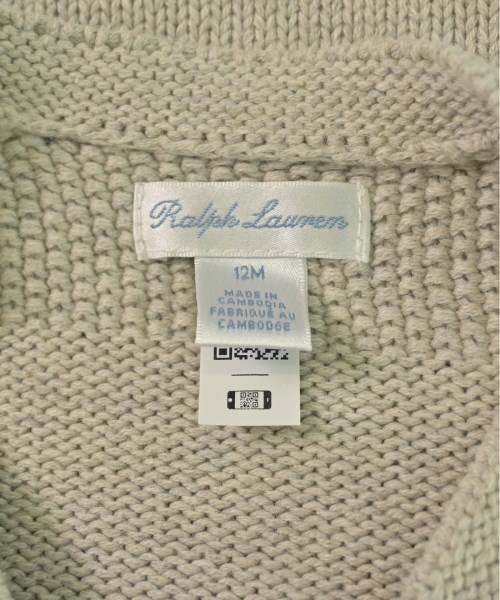 Ralph Lauren
12M
MADE IN
CAMBODIA
FABRIQUÉ AU
CAMBODGE